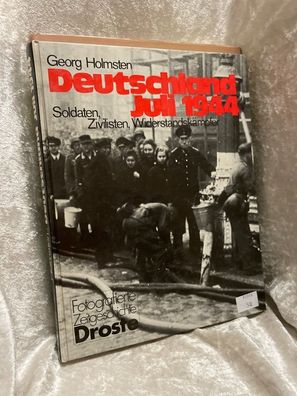 Georg Holmsten
Deutschland
Juli 1944
Soldaten,
Zivilisten, Widerstandskämpfer
Fotografierte
Zeitgeschichte
Droste